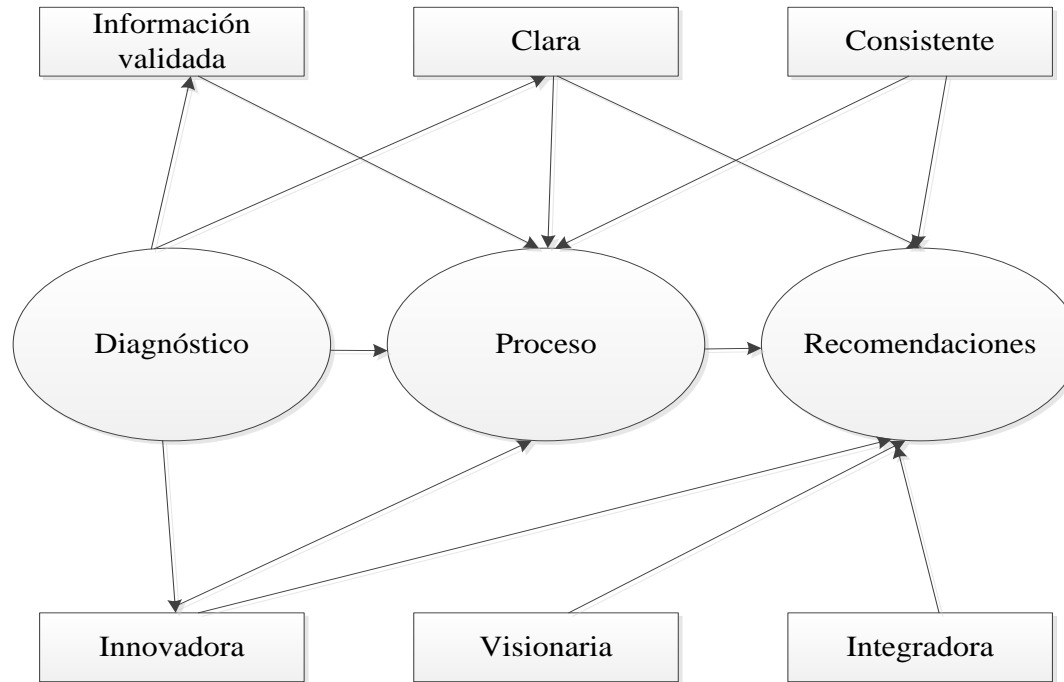 Información
validada
Clara
Consistente
Diagnóstico
Proceso
Recomendaciones
Innovadora
Visionaria
Integradora